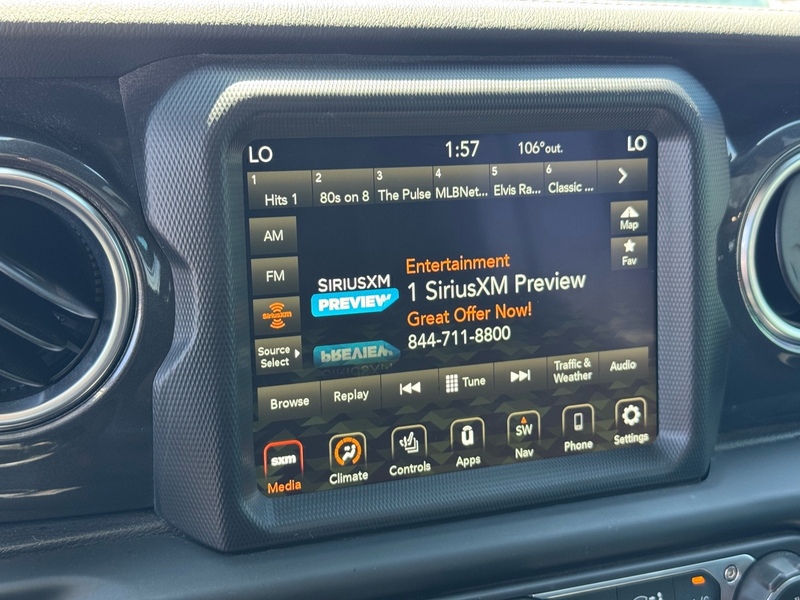 LO 1:57 106°out. LO
1 Hits 1 2 80s on 8 3 The Pulse 4 MLBNet... 5 Elvis Ra... 6 Classic ...
AM
FM
siriusxm
Source
Select
SIRIUSXM
PREVIEW
Entertainment
1 SiriusXM Preview
Great Offer Now!
844-711-8800
Map
Fav
Browse Replay Tune Traffic &
Weather Audio
sxm
Media
Climate
Controls
u
Apps
SW
Nav
Phone
Settings